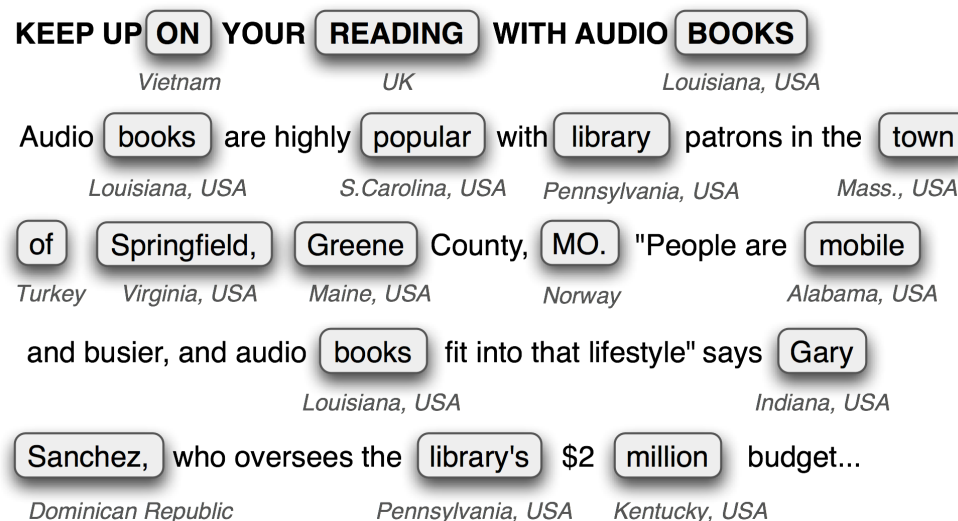 KEEP UP ON YOUR READING WITH AUDIO BOOKS
Vietnam UK Louisiana, USA
Audio books are highly popular with library patrons in the town
Louisiana, USA S.Carolina, USA Pennsylvania, USA Mass., USA
of Springfield, Greene County, MO. "People are mobile
Turkey Virginia, USA Maine, USA Norway Alabama, USA
and busier, and audio books fit into that lifestyle" says Gary
Louisiana, USA Indiana, USA
Sanchez, who oversees the library's $2 million budget...
Dominican Republic Pennsylvania, USA Kentucky, USA